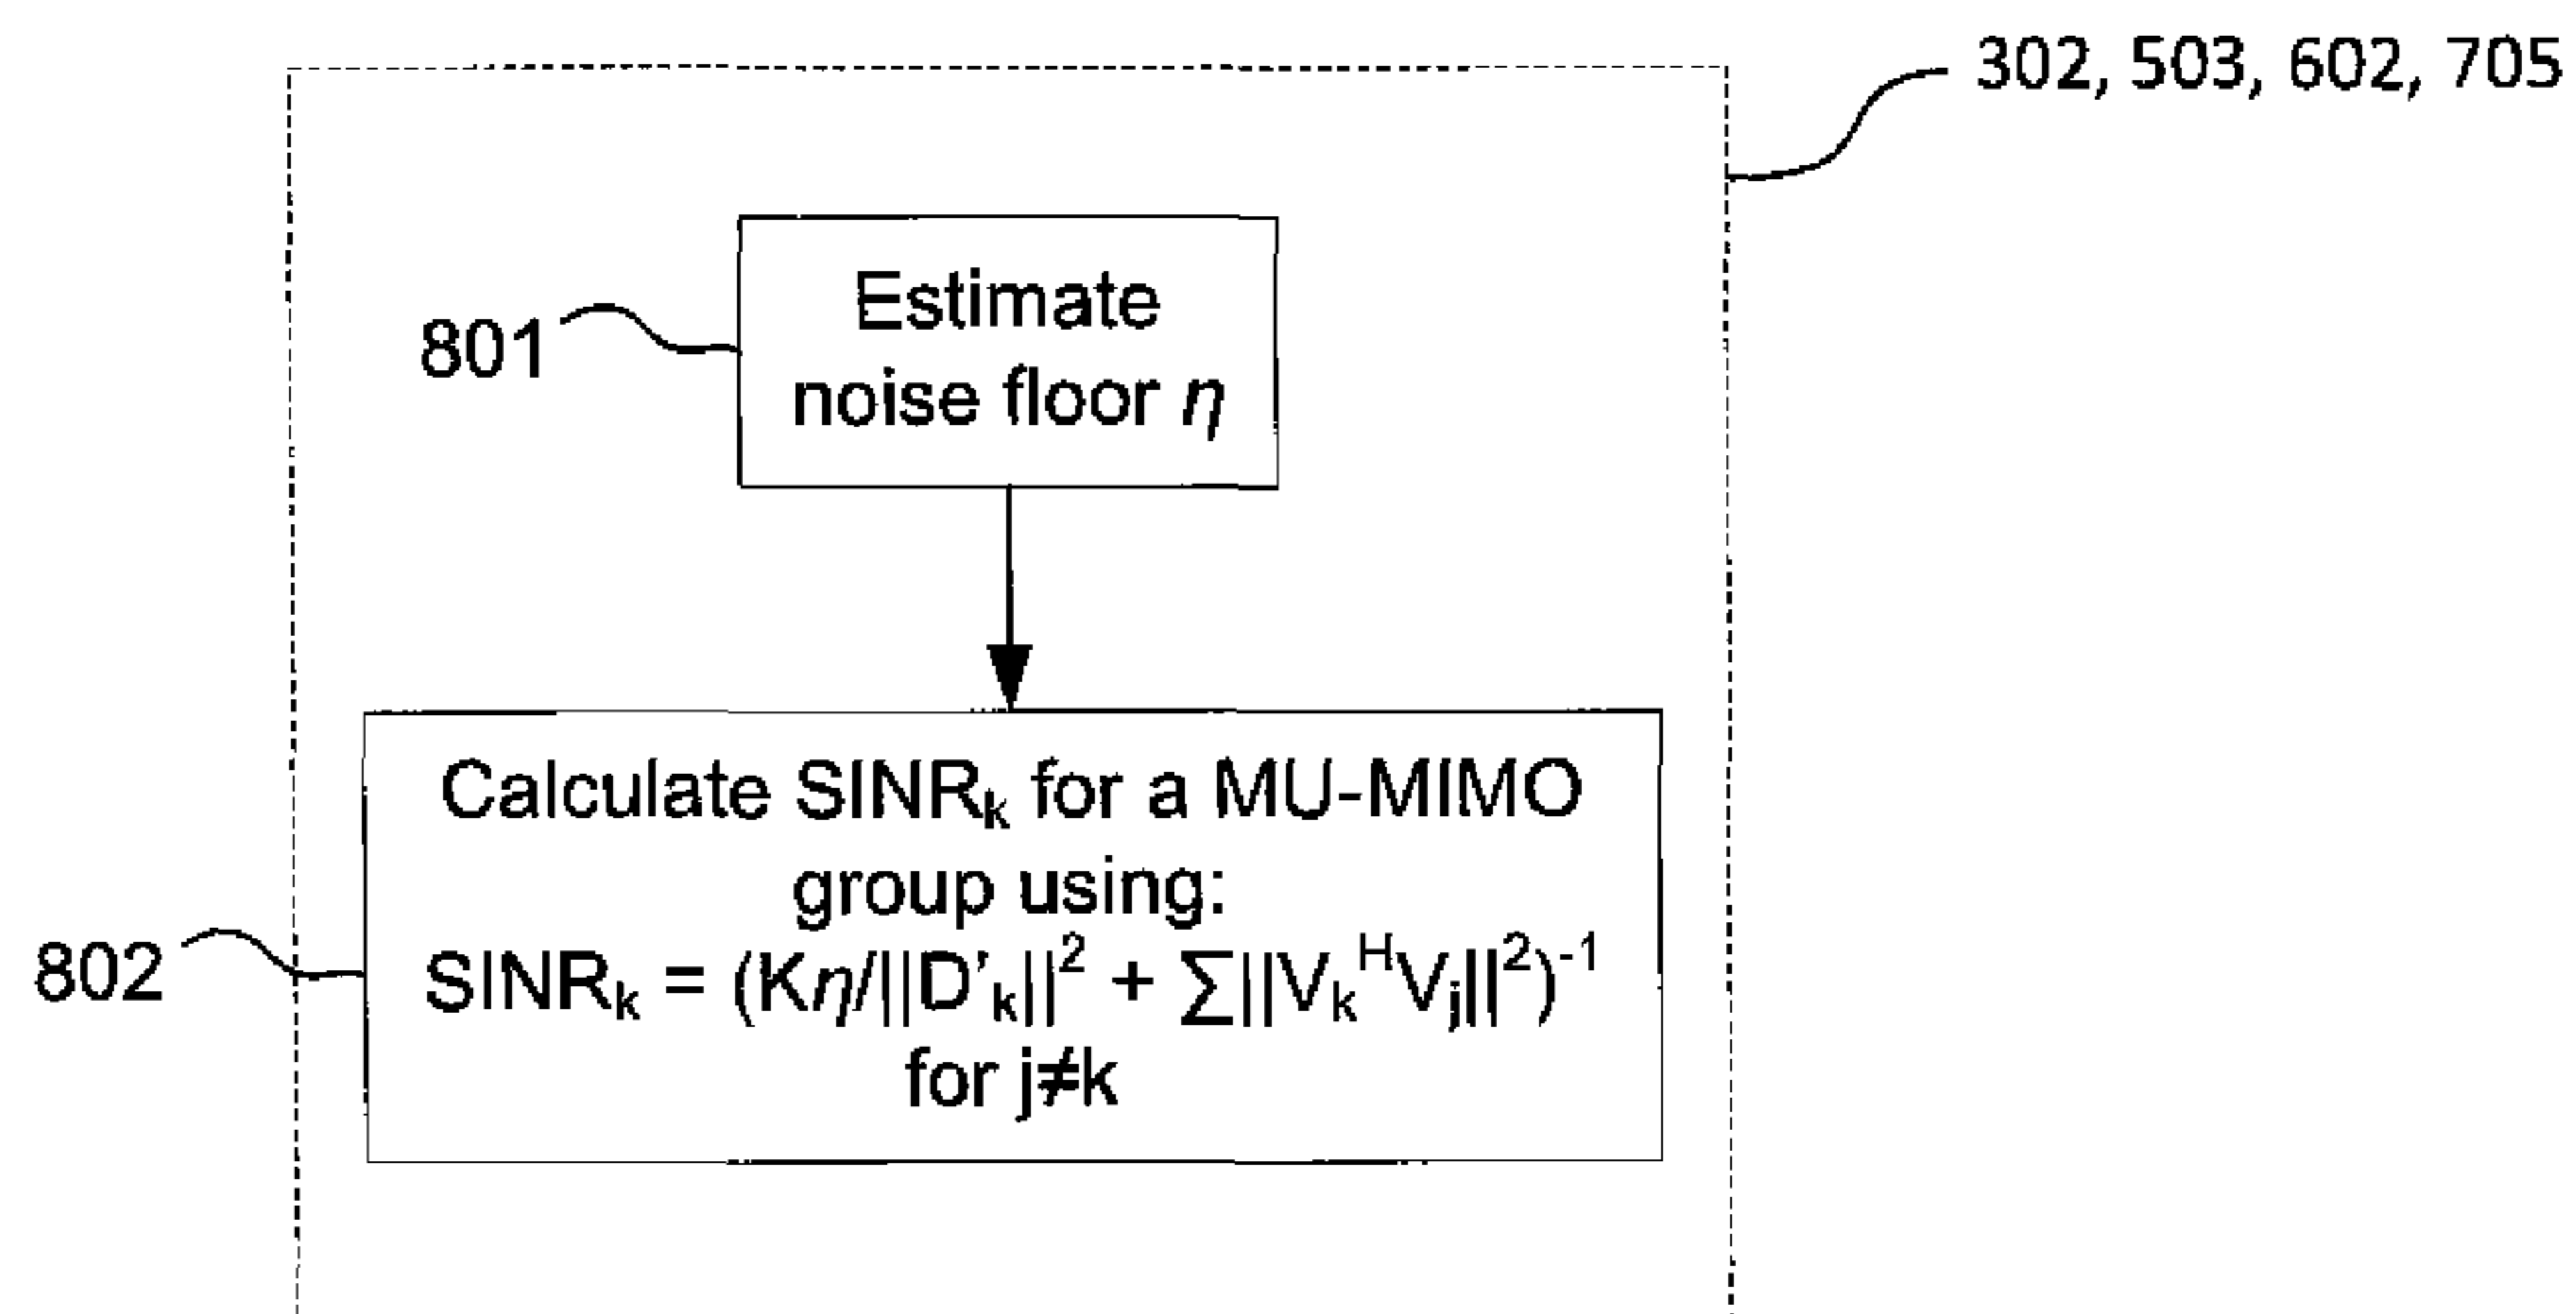 302, 503, 602, 705
801
Estimate
noise floor η
Calculate SINRₖ for a MU-MIMO
group using:
802
SINRₖ = (Kη/||D’ₖ||² + ∑||VₖᴴVⱼ||²)⁻¹
for j≠k